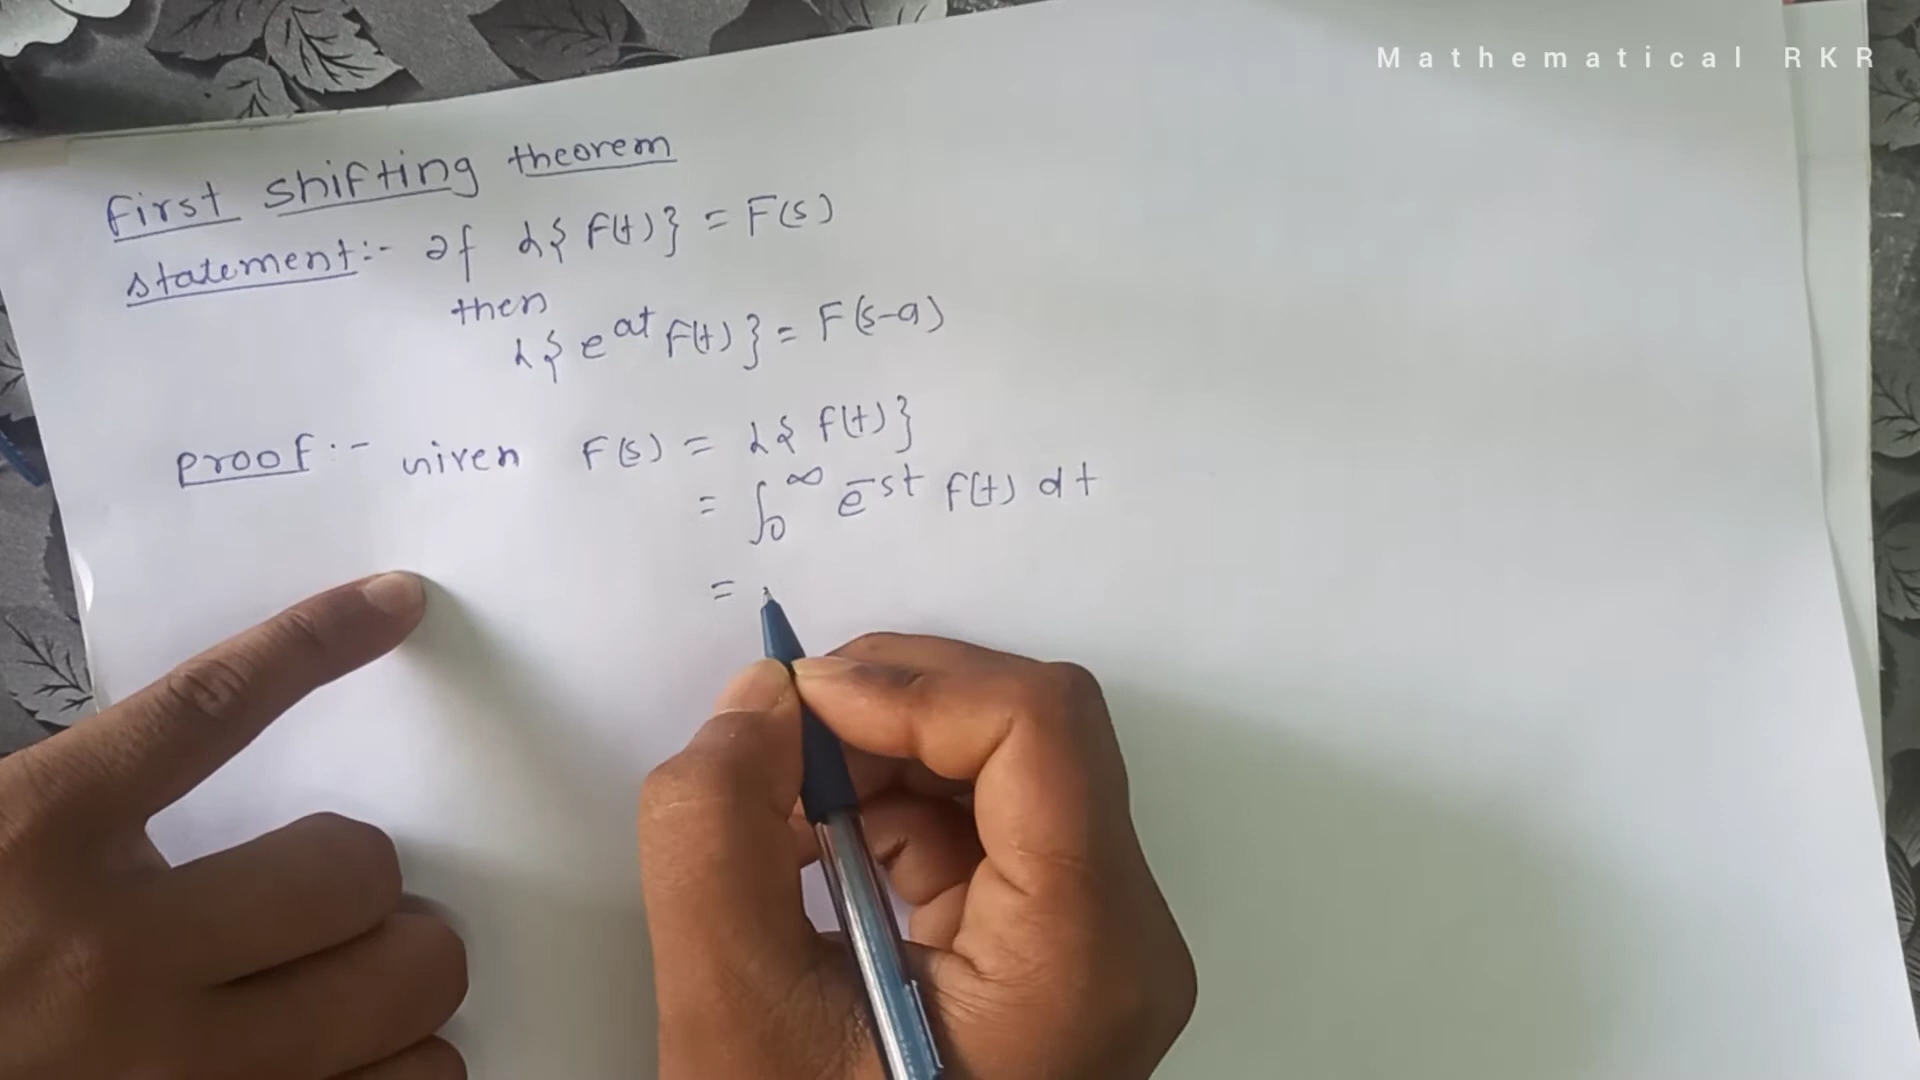 Mathematical RKR
First shifting theorem
statement:- If L{ F(t) } = F(s)
then
L{ e^at F(t) } = F(s-a)
Proof:- given F(s) = L{ f(t) }
= ∫₀^∞ e^-st f(t) dt
=